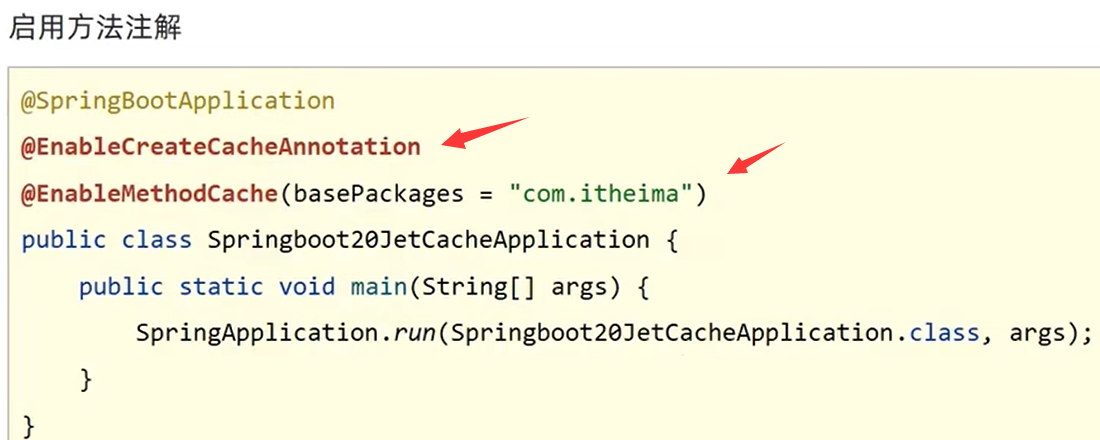 启用方法注解
@SpringBootApplication
@EnableCreateCacheAnnotation
@EnableMethodCache(basePackages = "com.itheima")
public class Springboot20JetCacheApplication {
    public static void main(String[] args) {
        SpringApplication.run(Springboot20JetCacheApplication.class, args);
    }
}